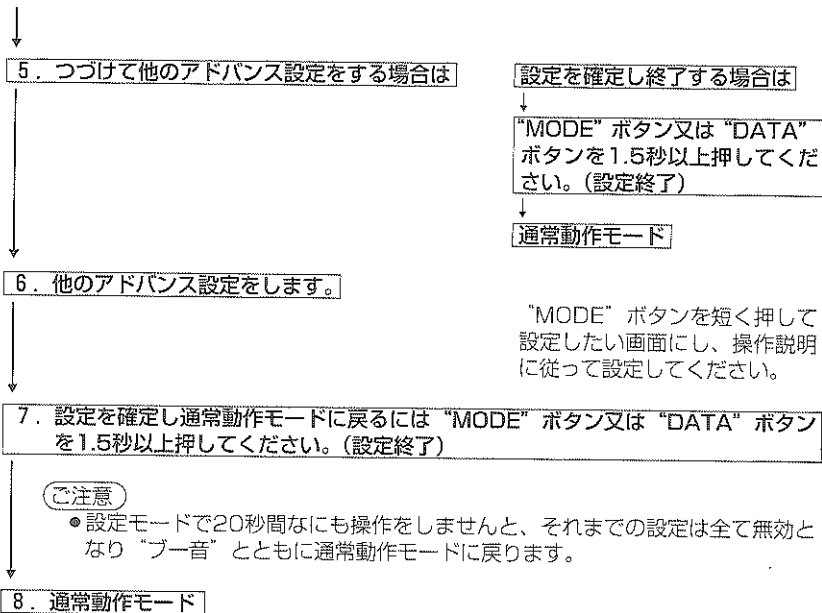 5．つづけて他のアドバンス設定をする場合は
設定を確定し終了する場合は
“MODE”ボタン又は“DATA”
ボタンを1.5秒以上押してくだ
さい。（設定終了）
通常動作モード
6．他のアドバンス設定をします。
“MODE”ボタンを短く押して
設定したい画面にし、操作説明
に従って設定してください。
7．設定を確定し通常動作モードに戻るには“MODE”ボタン又は“DATA”ボタン
を1.5秒以上押してください。（設定終了）
ご注意
●設定モードで20秒間なにも操作をしませんと、それまでの設定は全て無効と
なり“ブー音”とともに通常動作モードに戻ります。
8．通常動作モード